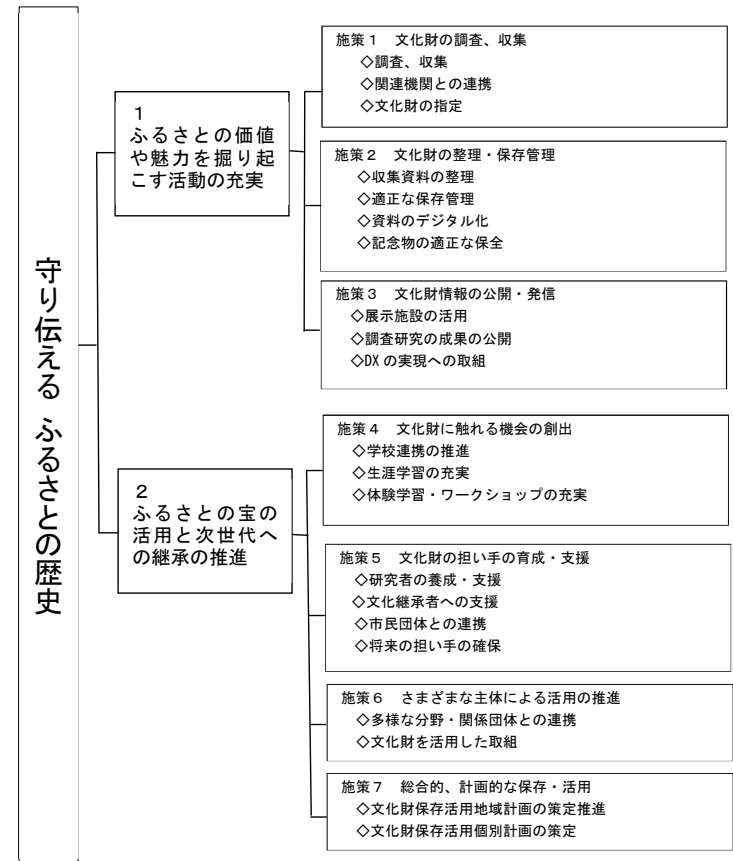 守り伝える ふるさとの歴史
1
ふるさとの価値
や魅力を掘り起
こす活動の充実
施策1 文化財の調査、収集
◇調査、収集
◇関連機関との連携
◇文化財の指定
施策2 文化財の整理・保存管理
◇収集資料の整理
◇適正な保存管理
◇資料のデジタル化
◇記念物の適正な保全
施策3 文化財情報の公開・発信
◇展示施設の活用
◇調査研究の成果の公開
◇DXの実現への取組
2
ふるさとの宝の
活用と次世代へ
の継承の推進
施策4 文化財に触れる機会の創出
◇学校連携の推進
◇生涯学習の充実
◇体験学習・ワークショップの充実
施策5 文化財の担い手の育成・支援
◇研究者の養成・支援
◇文化継承者への支援
◇市民団体との連携
◇将来の担い手の確保
施策6 さまざまな主体による活用の推進
◇多様な分野・関係団体との連携
◇文化財を活用した取組
施策7 総合的、計画的な保存・活用
◇文化財保存活用地域計画の策定推進
◇文化財保存活用個別計画の策定